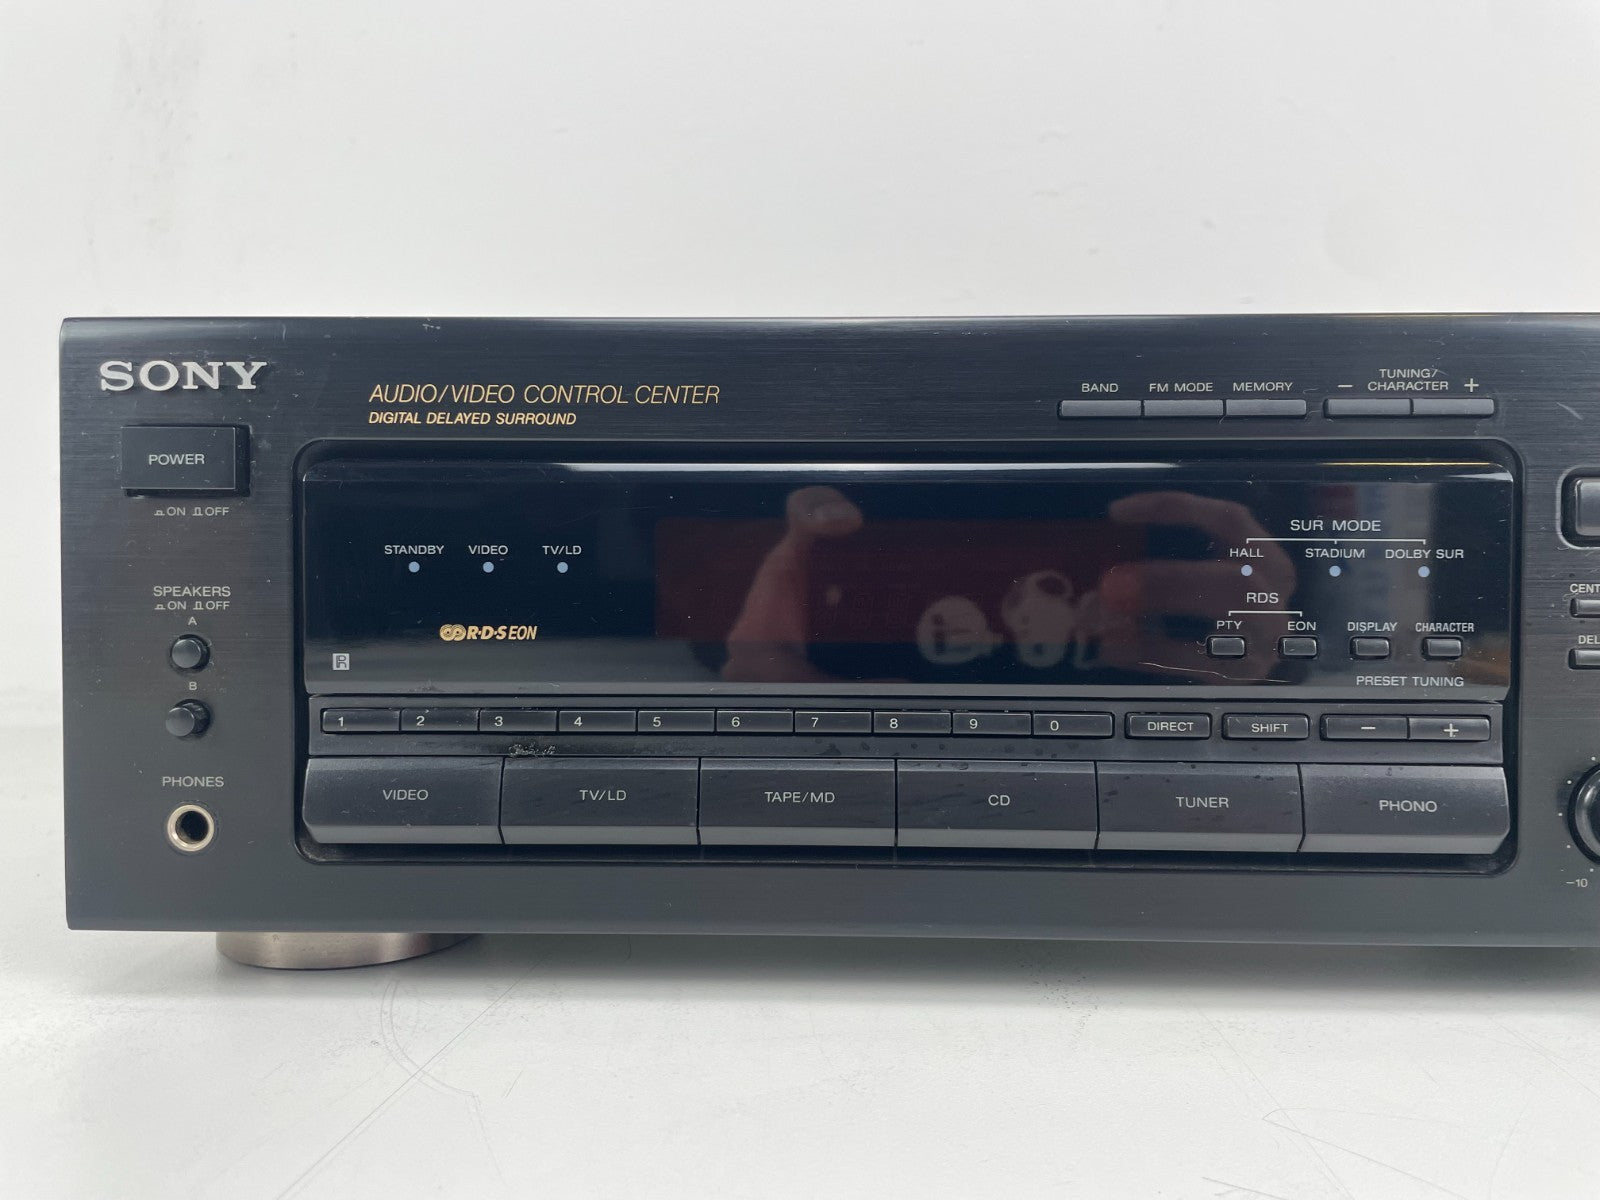 SONY
AUDIO/VIDEO CONTROL CENTER
DIGITAL DELAYED SURROUND
BAND
FM MODE
MEMORY
−
TUNING/
CHARACTER
+
POWER
ON OFF
SPEAKERS
ON OFF
A
B
PHONES
STANDBY
VIDEO
TV/LD
R·D·S EON
R
SUR MODE
HALL
STADIUM
DOLBY SUR
RDS
PTY
EON
DISPLAY
CHARACTER
PRESET TUNING
1
2
3
4
5
6
7
8
9
0
DIRECT
SHIFT
−
+
VIDEO
TV/LD
TAPE/MD
CD
TUNER
PHONO
CENT
DEL
−10